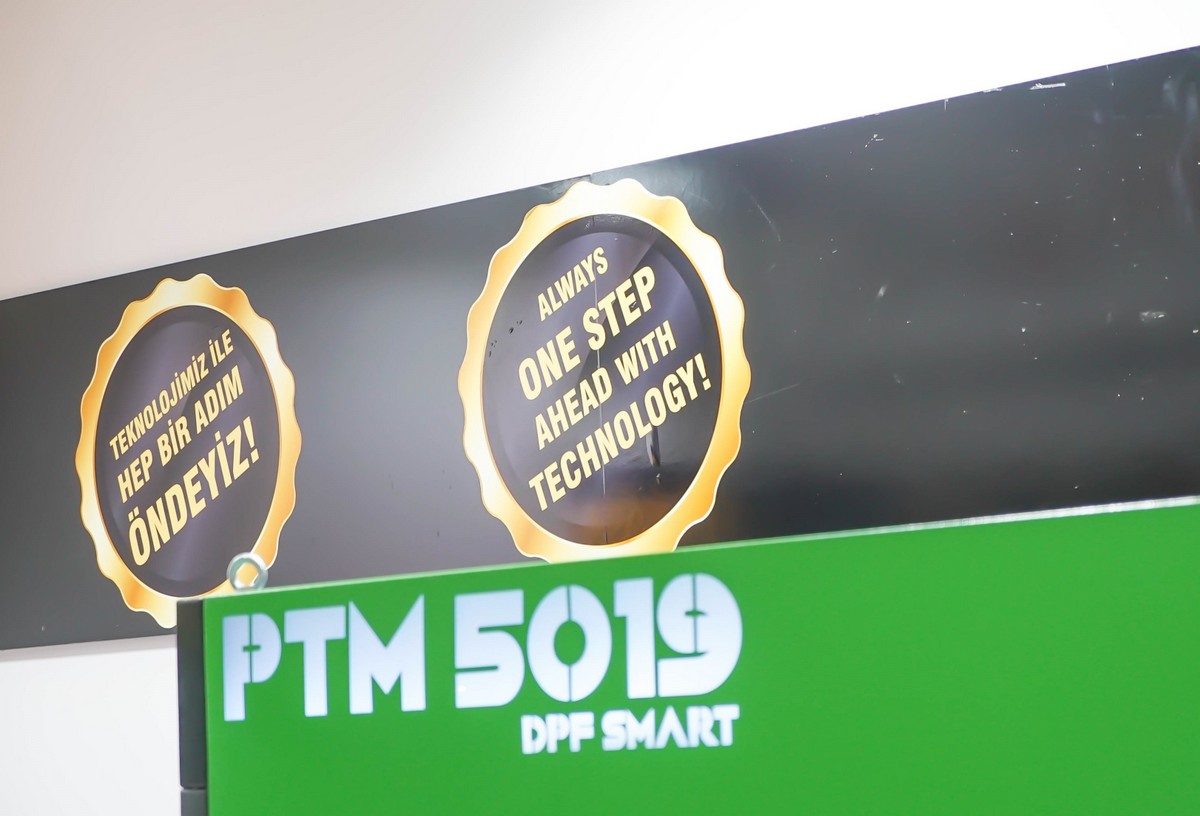 TEKNOLOJİMİZ İLE
HEP BİR ADIM
ÖNDEYİZ!
ALWAYS
ONE STEP
AHEAD WITH
TECHNOLOGY!
PTM 5019
DPF SMART